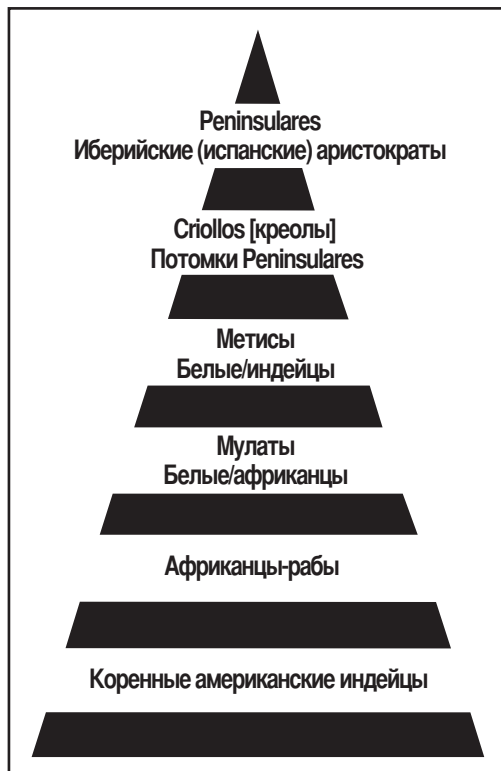 Peninsulares
Иберийские (испанские) аристократы
Criollos [креолы]
Потомки Peninsulares
Метисы
Белые/индейцы
Мулаты
Белые/африканцы
Африканцы-рабы
Коренные американские индейцы